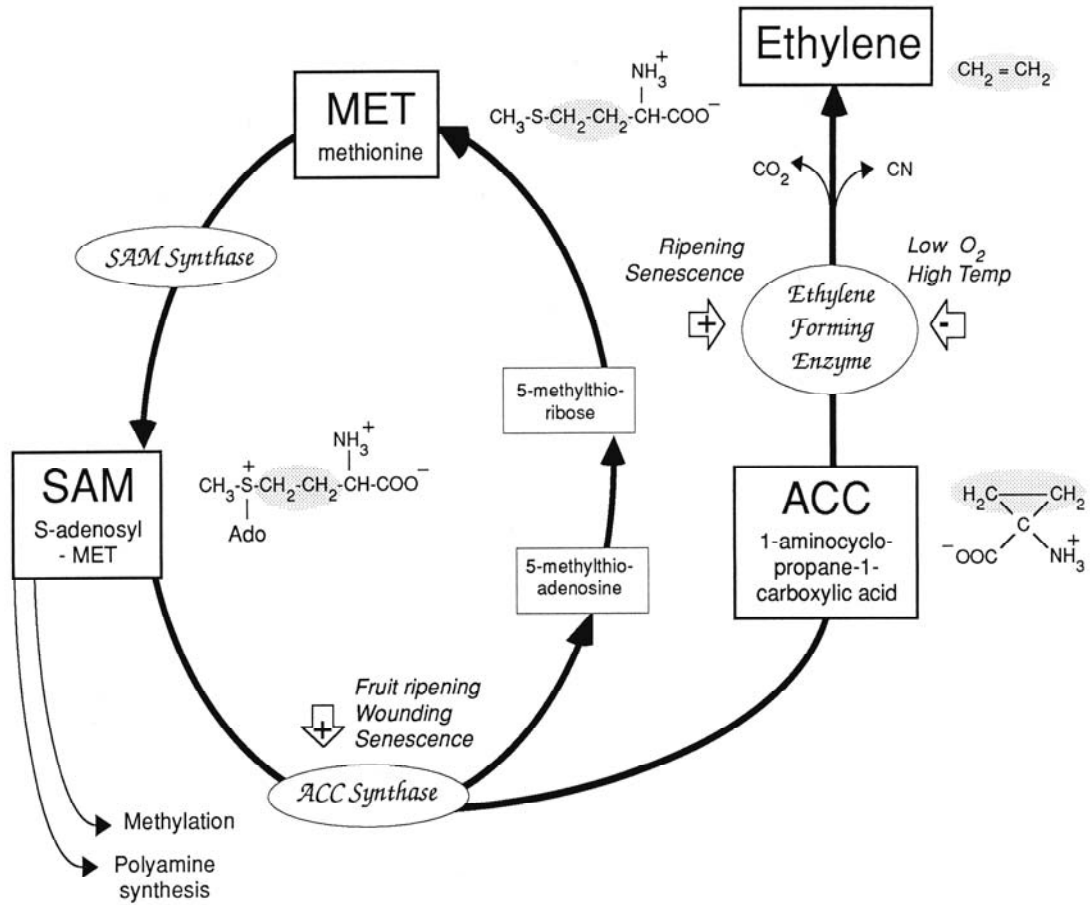 Ethylene
CH2 = CH2
MET
methionine
NH3+
CH3-S-CH2-CH2-CH-COO-
CO2
CN
SAM Synthase
Ripening
Senescence
Low O2
High Temp
+
Ethylene
Forming
Enzyme
-
5-methylthio-
ribose
SAM
S-adenosyl
- MET
NH3+
+
CH3-S-CH2-CH2-CH-COO-
Ado
ACC
1-aminocyclo-
propane-1-
carboxylic acid
H2C
CH2
C
-OOC
NH3+
5-methylthio-
adenosine
+
Fruit ripening
Wounding
Senescence
ACC Synthase
Methylation
Polyamine
synthesis